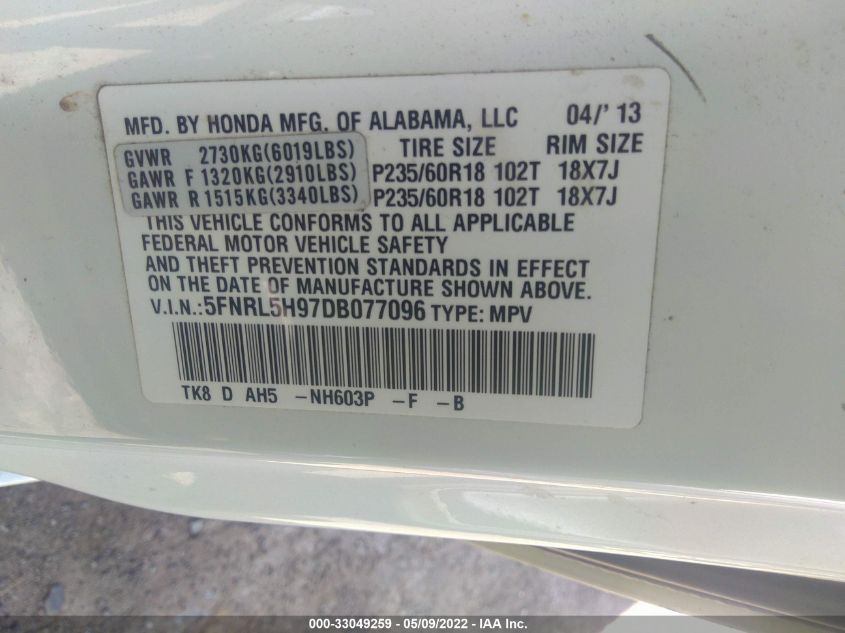 MFD. BY HONDA MFG. OF ALABAMA, LLC 04/' 13
GVWR 2730KG(6019LBS) TIRE SIZE RIM SIZE
GAWR F 1320KG(2910LBS) P235/60R18 102T 18X7J
GAWR R 1515KG(3340LBS) P235/60R18 102T 18X7J
THIS VEHICLE CONFORMS TO ALL APPLICABLE
FEDERAL MOTOR VEHICLE SAFETY
AND THEFT PREVENTION STANDARDS IN EFFECT
ON THE DATE OF MANUFACTURE SHOWN ABOVE.
V.I.N.:5FNRL5H97DB077096 TYPE: MPV
TK8 D AH5 -NH603P -F -B
000-33049259 - 05/09/2022 - IAA Inc.